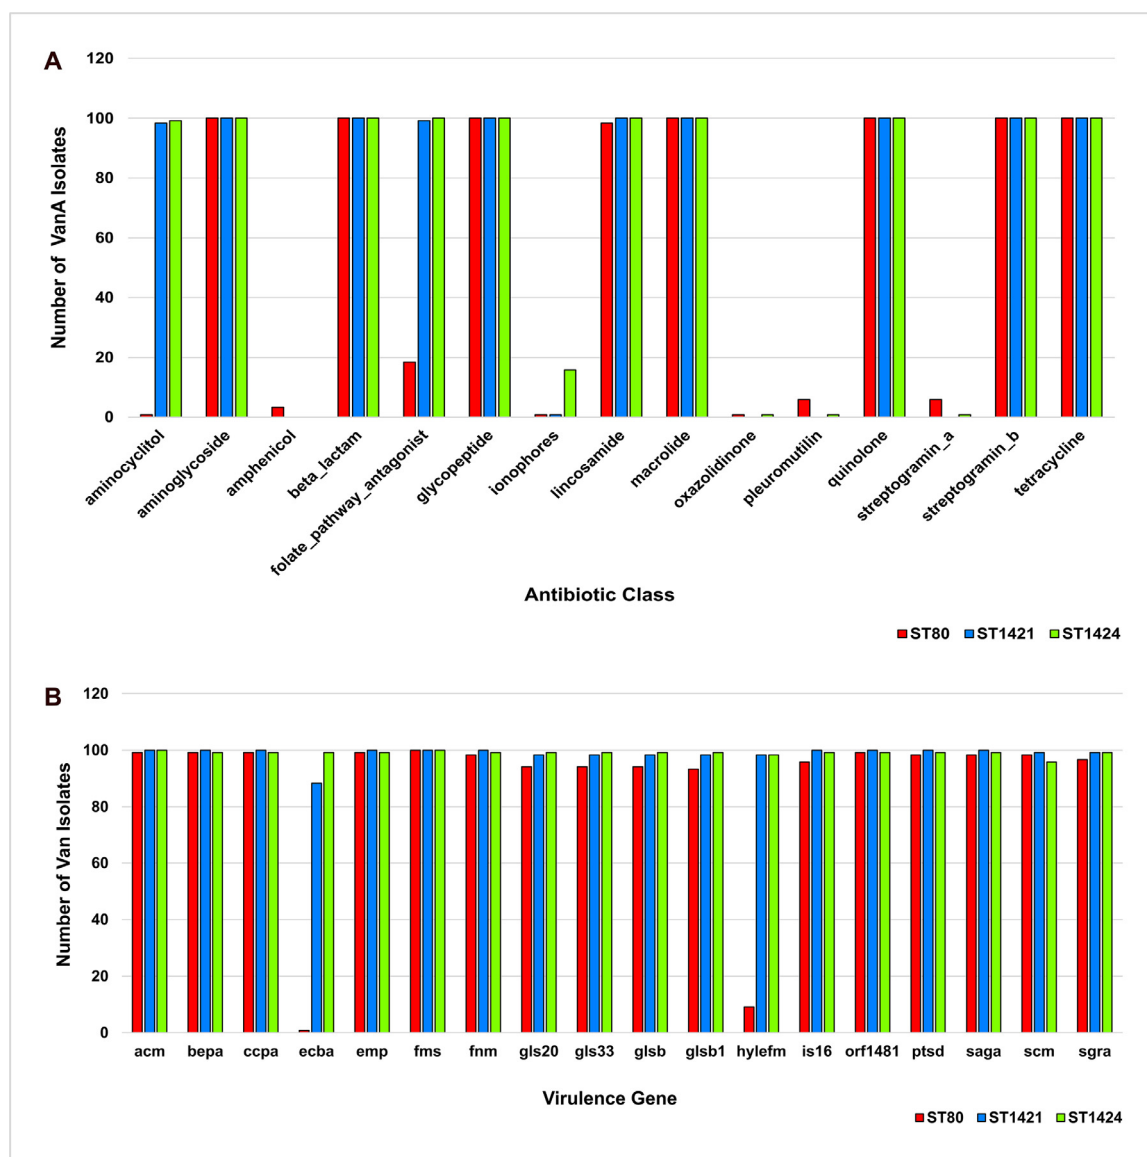 A
120
100
80
60
40
20
0
Number of VanA Isolates
aminocyclitol
aminoglycoside
amphenicol
beta_lactam
folate_pathway_antagonist
glycopeptide
ionophores
lincosamide
macrolide
oxazolidinone
pleuromutilin
quinolone
streptogramin_a
streptogramin_b
tetracycline
Antibiotic Class
ST80 ST1421 ST1424
B
120
100
80
60
40
20
0
Number of Van Isolates
acm bepa ccpa ecba emp fms fnm gls20 gls33 glsb glsb1 hylefm is16 orf1481 ptsd saga scm sgra
Virulence Gene
ST80 ST1421 ST1424